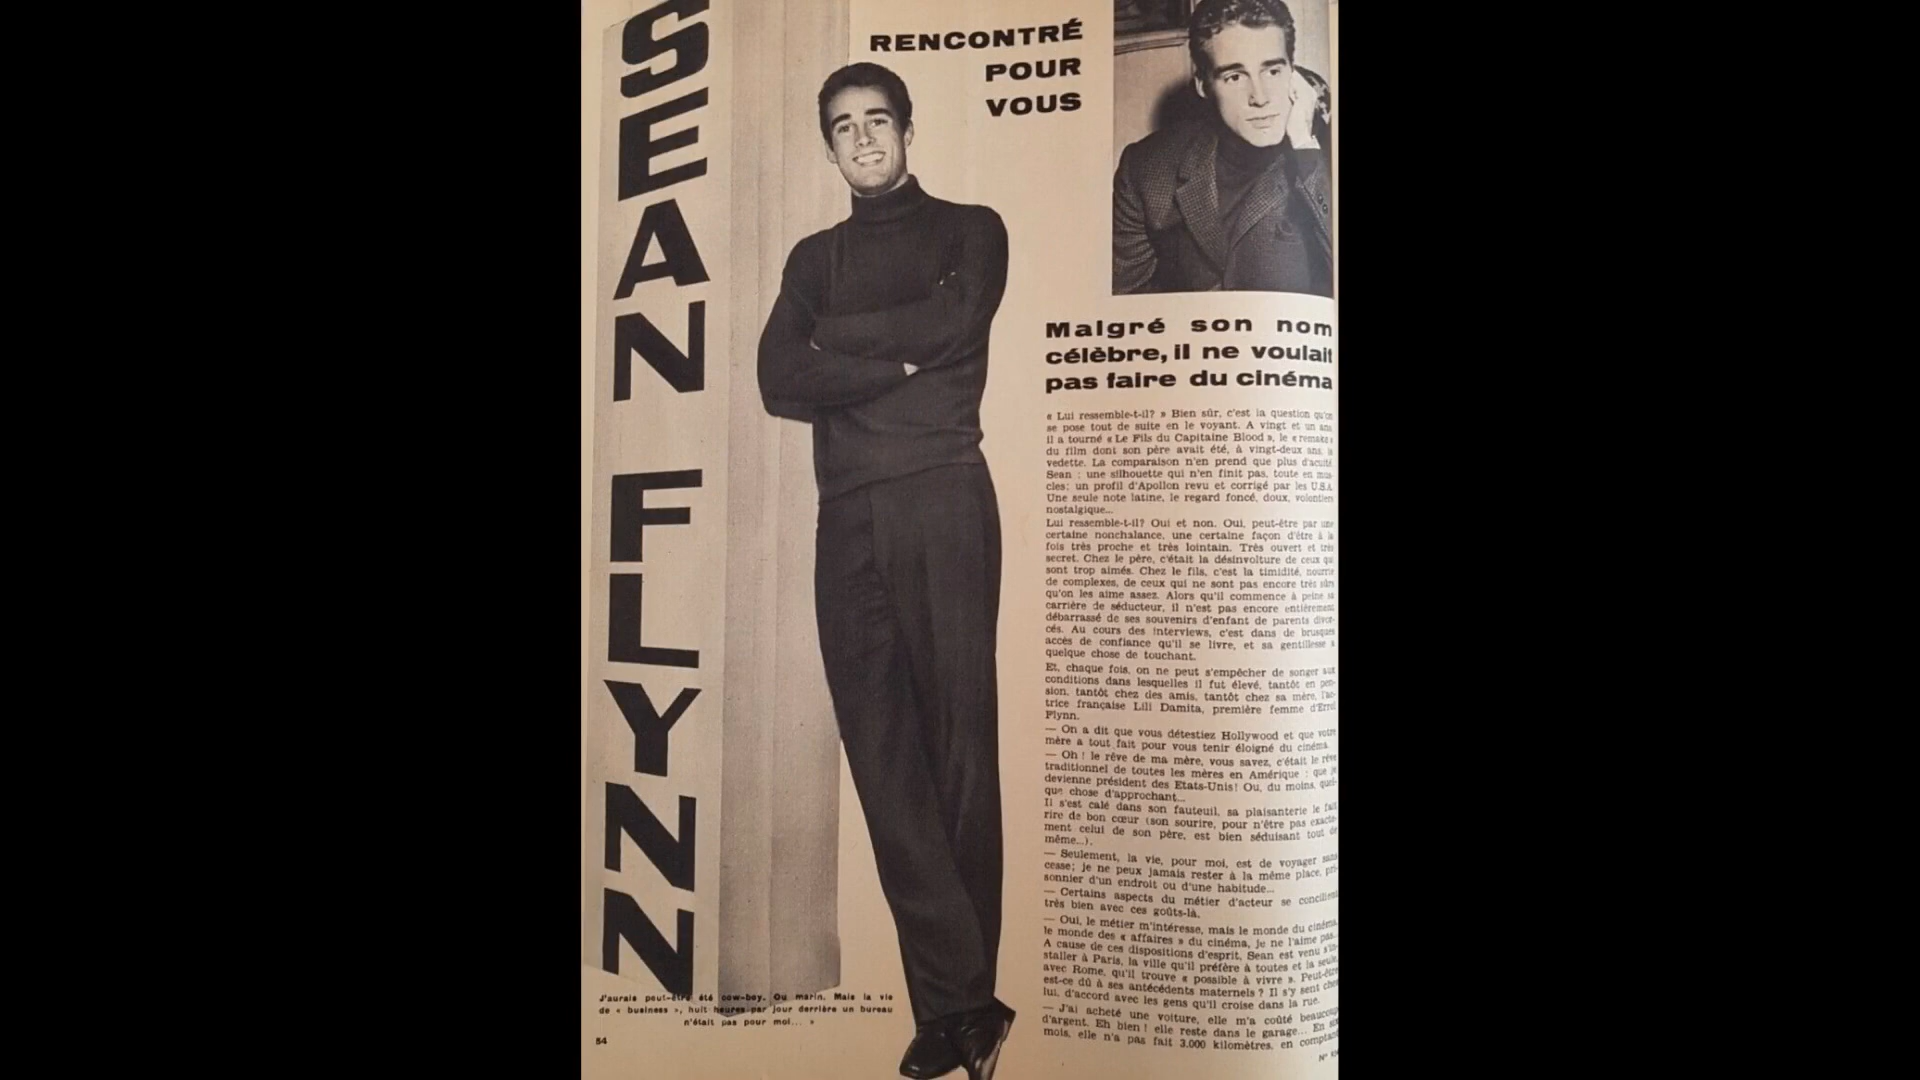 SEAN FLYNN
RENCONTRÉ
POUR
VOUS
Malgré son nom
célèbre, il ne voulait
pas faire du cinéma
« Lui ressemble-t-il? » Bien sûr, c'est la question qu'on
se pose tout de suite en le voyant. A vingt et un ans
il a tourné « Le Fils du Capitaine Blood », le « remake »
du film dont son père avait été, à vingt-deux ans, la
vedette. La comparaison n'en prend que plus d'acuité.
Sean : une silhouette qui n'en finit pas, toute en mus-
cles; un profil d'Apollon revu et corrigé par les U.S.A.
Une seule note latine, le regard foncé, doux, volontiers
nostalgique...
Lui ressemble-t-il? Oui et non. Oui, peut-être par une
certaine nonchalance, une certaine façon d'être à la
fois très proche et très lointain. Très ouvert et très
secret. Chez le père, c'était la désinvolture de ceux qui
sont trop aimés. Chez le fils, c'est la timidité, nourrie
de complexes, de ceux qui ne sont pas encore très sûrs
qu'on les aime assez. Alors qu'il commence à peine sa
carrière de séducteur, il n'est pas encore entièrement
débarrassé de ses souvenirs d'enfant de parents divor-
cés. Au cours des interviews, c'est dans de brusques
accès de confiance qu'il se livre, et sa gentillesse a
quelque chose de touchant.
Et, chaque fois, on ne peut s'empêcher de songer aux
conditions dans lesquelles il fut élevé, tantôt en pen-
sion, tantôt chez des amis, tantôt chez sa mère, l'ac-
trice française Lili Damita, première femme d'Errol
Flynn.
— On a dit que vous détestiez Hollywood et que votre
mère a tout fait pour vous tenir éloigné du cinéma.
— Oh ! le rêve de ma mère, vous savez, c'était le rêve
traditionnel de toutes les mères en Amérique : que je
devienne président des Etats-Unis! Ou, du moins, quel-
que chose d'approchant...
Il s'est calé dans son fauteuil, sa plaisanterie le fait
rire de bon cœur (son sourire, pour n'être pas exacte-
ment celui de son père, est bien séduisant tout de
même...).
— Seulement, la vie, pour moi, est de voyager sans
cesse; je ne peux jamais rester à la même place, pri-
sonnier d'un endroit ou d'une habitude...
— Certains aspects du métier d'acteur se concilient
très bien avec ces goûts-là.
— Oui, le métier m'intéresse, mais le monde du cinéma,
le monde des « affaires » du cinéma, je ne l'aime pas...
A cause de ces dispositions d'esprit, Sean est venu s'in-
staller à Paris, la ville qu'il préfère à toutes et la seule,
avec Rome, qu'il trouve « possible à vivre ». Peut-être
est-ce dû à ses antécédents maternels ? Il s'y sent chez
lui, d'accord avec les gens qu'il croise dans la rue.
— J'ai acheté une voiture, elle m'a coûté beaucoup
d'argent. Eh bien ! elle reste dans le garage... En six
mois, elle n'a pas fait 3.000 kilomètres, en comptant
J'aurais peut-être été cow-boy. Ou marin. Mais la vie
de « business », huit heures par jour derrière un bureau
n'était pas pour moi... »
54
N°